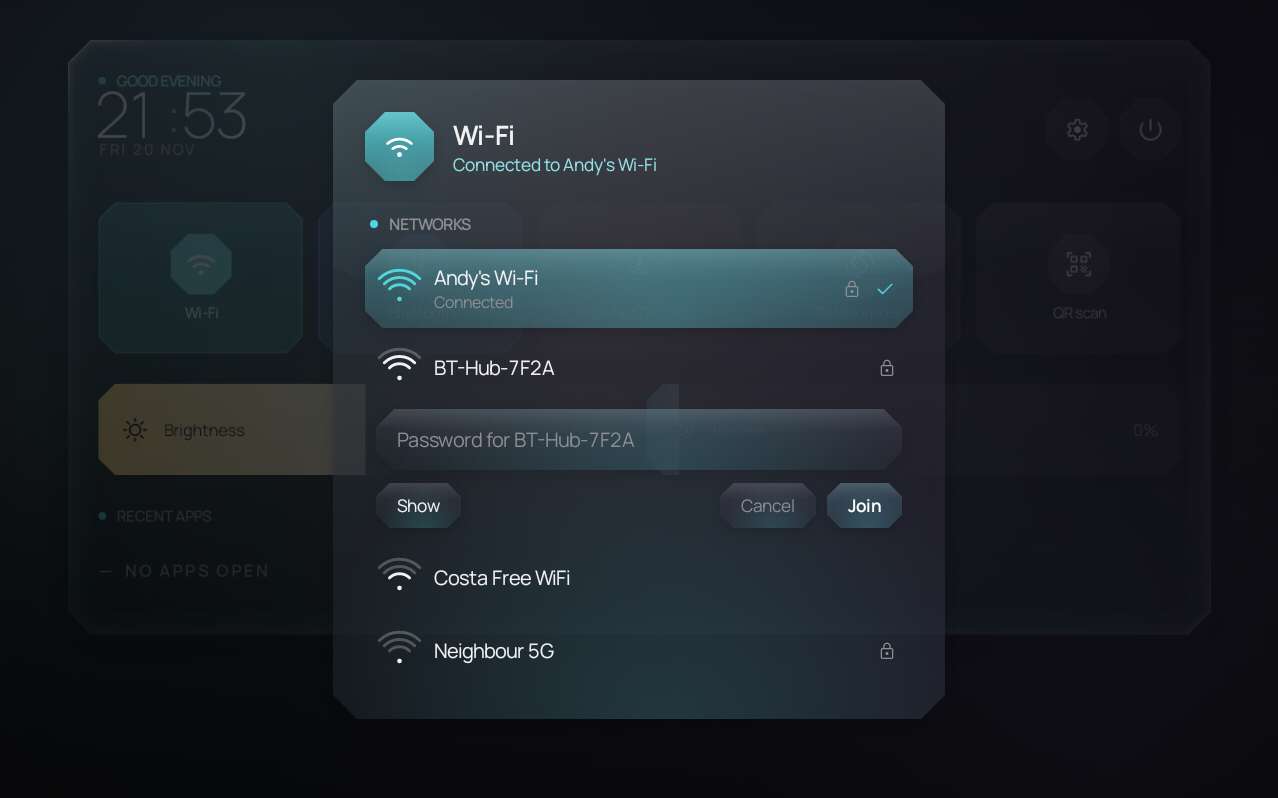 GOOD EVENING
21:53
FRI 20 NOV
Wi-Fi
Connected to Andy's Wi-Fi
NETWORKS
Andy's Wi-Fi
Connected
Wi-Fi
QR scan
BT-Hub-7F2A
Brightness
Password for BT-Hub-7F2A
0%
Show
Cancel
Join
RECENT APPS
— NO APPS OPEN
Costa Free WiFi
Neighbour 5G